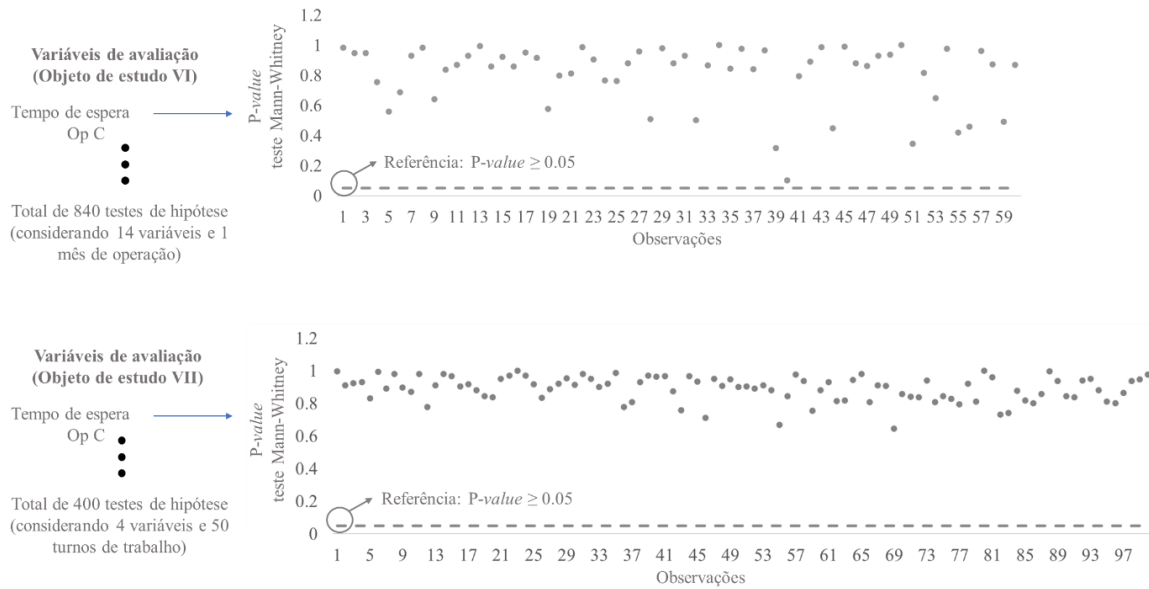 Variáveis de avaliação
(Objeto de estudo VI)
Tempo de espera
Op C
Total de 840 testes de hipótese
(considerando 14 variáveis e 1
mês de operação)
P-value
teste Mann-Whitney
1.2
1
0.8
0.6
0.4
0.2
0
Referência: P-value ≥ 0.05
1 3 5 7 9 11 13 15 17 19 21 23 25 27 29 31 33 35 37 39 41 43 45 47 49 51 53 55 57 59
Observações
Variáveis de avaliação
(Objeto de estudo VII)
Tempo de espera
Op C
Total de 400 testes de hipótese
(considerando 4 variáveis e 50
turnos de trabalho)
P-value
teste Mann-Whitney
1.2
1
0.8
0.6
0.4
0.2
0
Referência: P-value ≥ 0.05
1 5 9 13 17 21 25 29 33 37 41 45 49 53 57 61 65 69 73 77 81 85 89 93 97
Observações